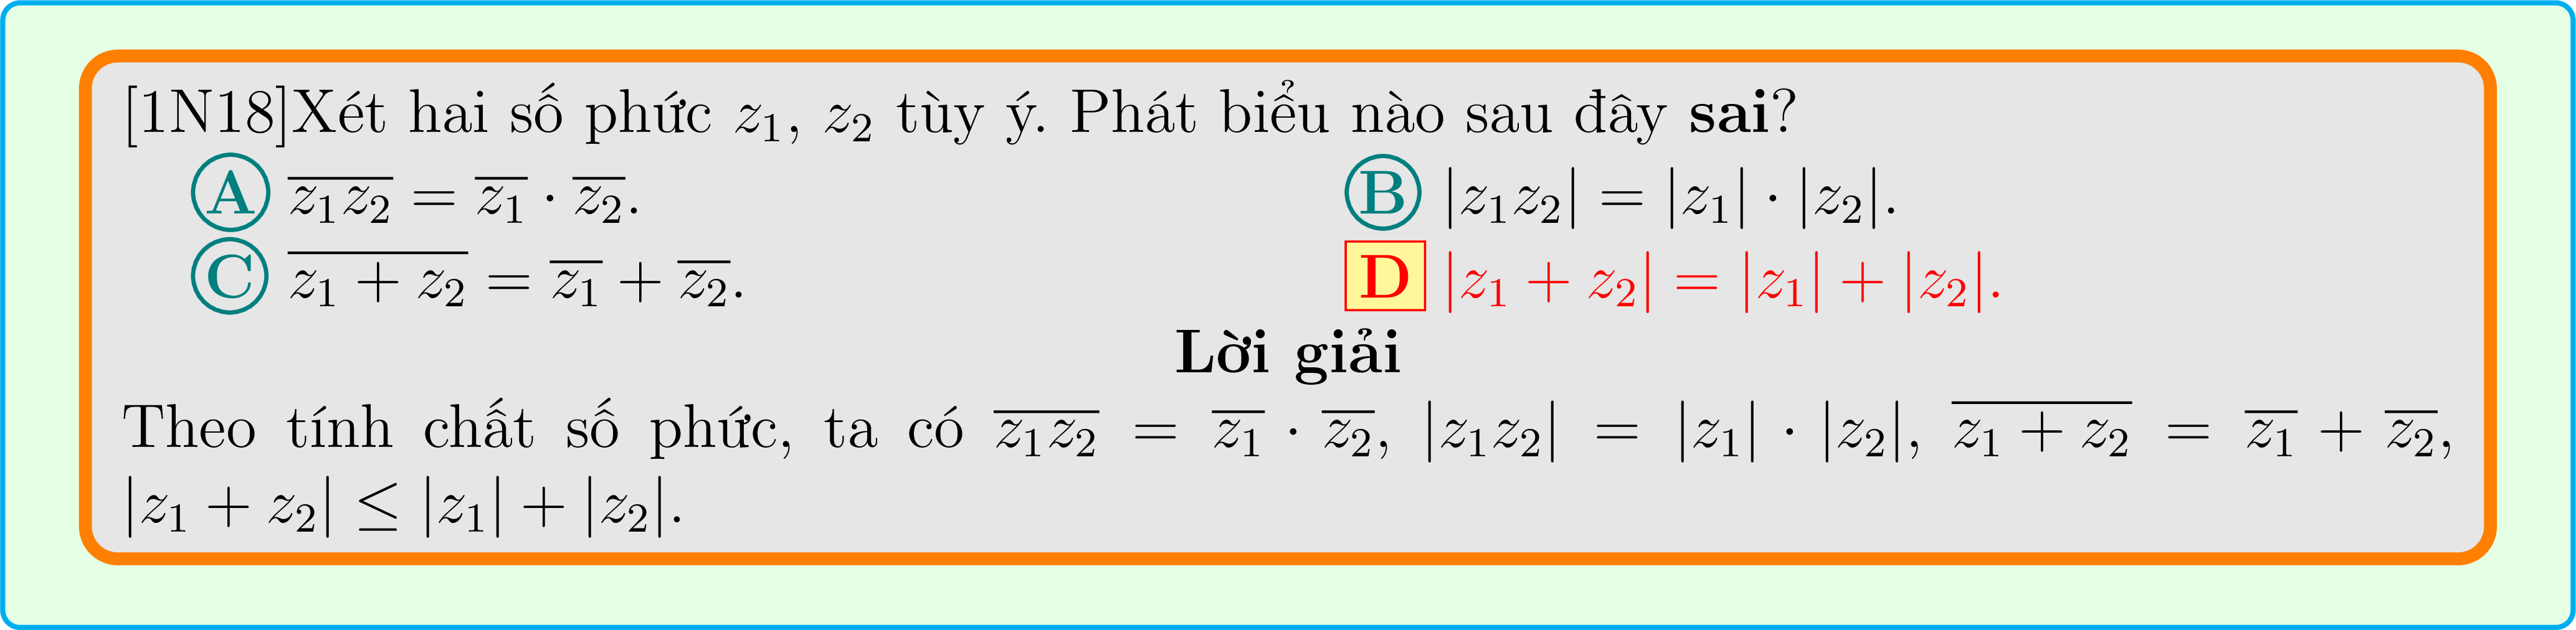 [1N18]Xét hai số phức $z_1$, $z_2$ tùy ý. Phát biểu nào sau đây sai?
A $\overline{z_1z_2} = \overline{z_1} \cdot \overline{z_2}$. B $|z_1z_2| = |z_1| \cdot |z_2|$.
C $\overline{z_1 + z_2} = \overline{z_1} + \overline{z_2}$. D $|z_1 + z_2| = |z_1| + |z_2|$.
Lời giải
Theo tính chất số phức, ta có $\overline{z_1z_2} = \overline{z_1} \cdot \overline{z_2}$, $|z_1z_2| = |z_1| \cdot |z_2|$, $\overline{z_1 + z_2} = \overline{z_1} + \overline{z_2}$,
$|z_1 + z_2| \leq |z_1| + |z_2|$.